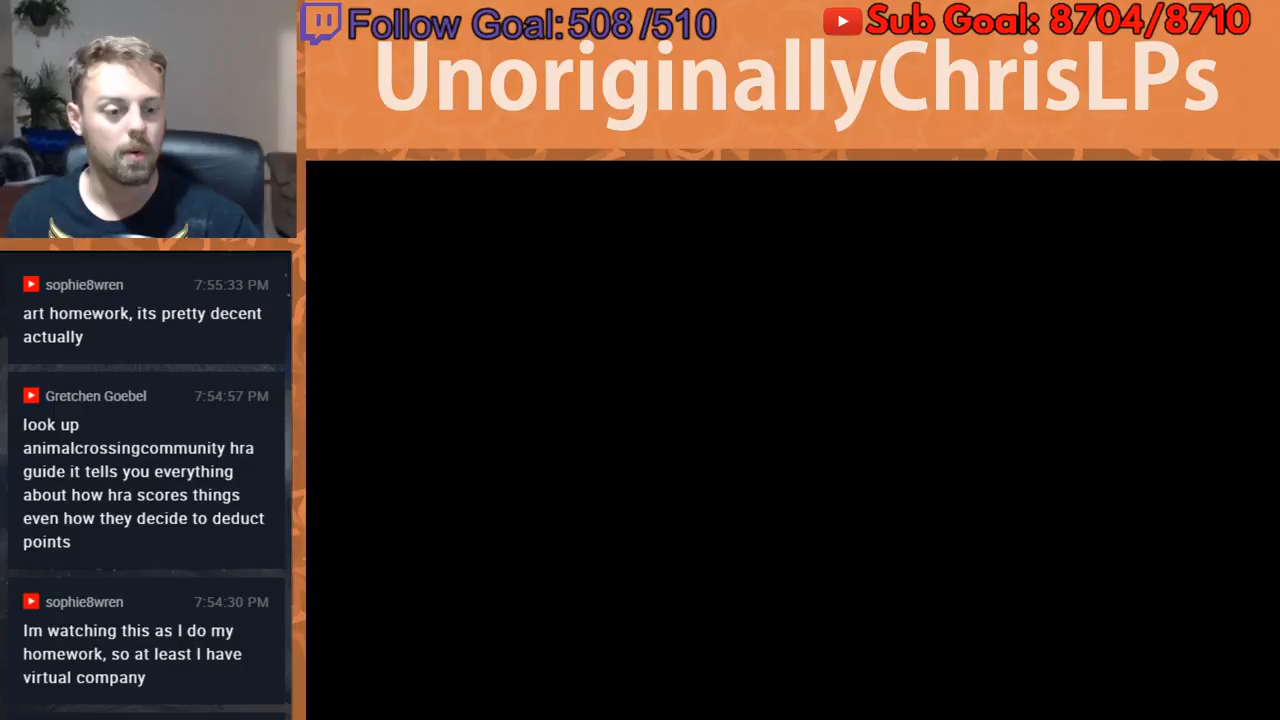 Follow Goal: 508 /510
Sub Goal: 8704/8710
UnoriginallyChrisLPs
sophie8wren 7:55:33 PM
art homework, its pretty decent
actually
Gretchen Goebel 7:54:57 PM
look up
animalcrossingcommunity hra
guide it tells you everything
about how hra scores things
even how they decide to deduct
points
sophie8wren 7:54:30 PM
Im watching this as I do my
homework, so at least I have
virtual company